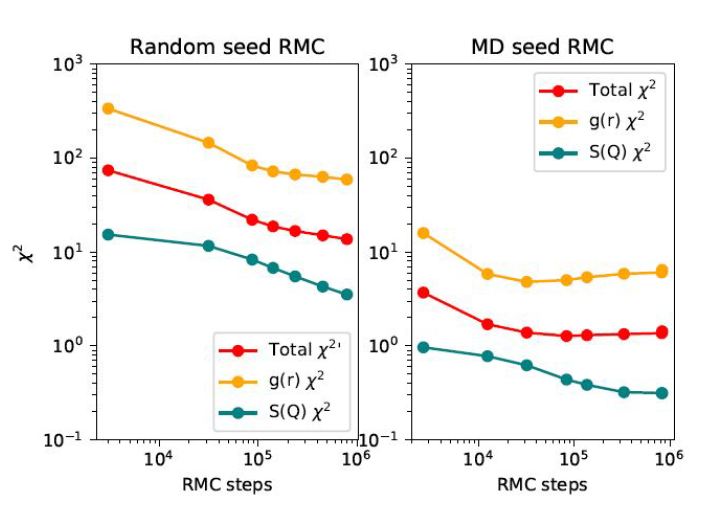 Random seed RMC
MD seed RMC
10³
10²
10¹
10⁰
10⁻¹
χ²
Total χ²'
g(r) χ²
S(Q) χ²
10⁴
10⁵
10⁶
RMC steps
10³
10²
10¹
10⁰
10⁻¹
Total χ²
g(r) χ²
S(Q) χ²
10⁴
10⁵
10⁶
RMC steps